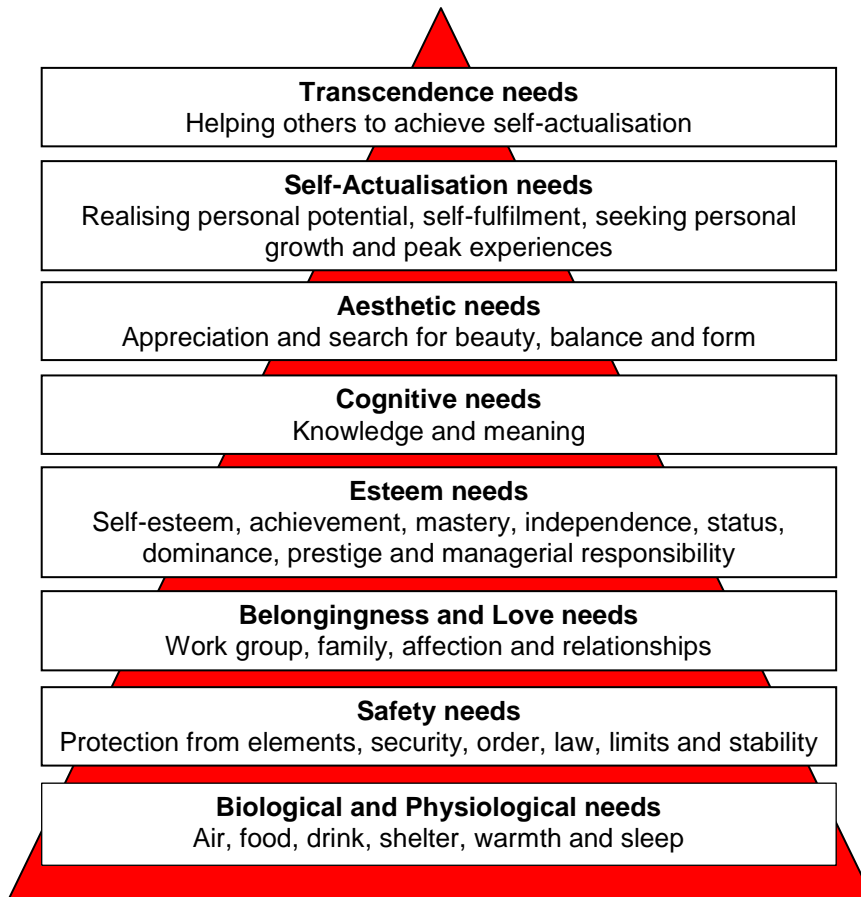 Transcendence needs
Helping others to achieve self-actualisation
Self-Actualisation needs
Realising personal potential, self-fulfilment, seeking personal
growth and peak experiences
Aesthetic needs
Appreciation and search for beauty, balance and form
Cognitive needs
Knowledge and meaning
Esteem needs
Self-esteem, achievement, mastery, independence, status,
dominance, prestige and managerial responsibility
Belongingness and Love needs
Work group, family, affection and relationships
Safety needs
Protection from elements, security, order, law, limits and stability
Biological and Physiological needs
Air, food, drink, shelter, warmth and sleep